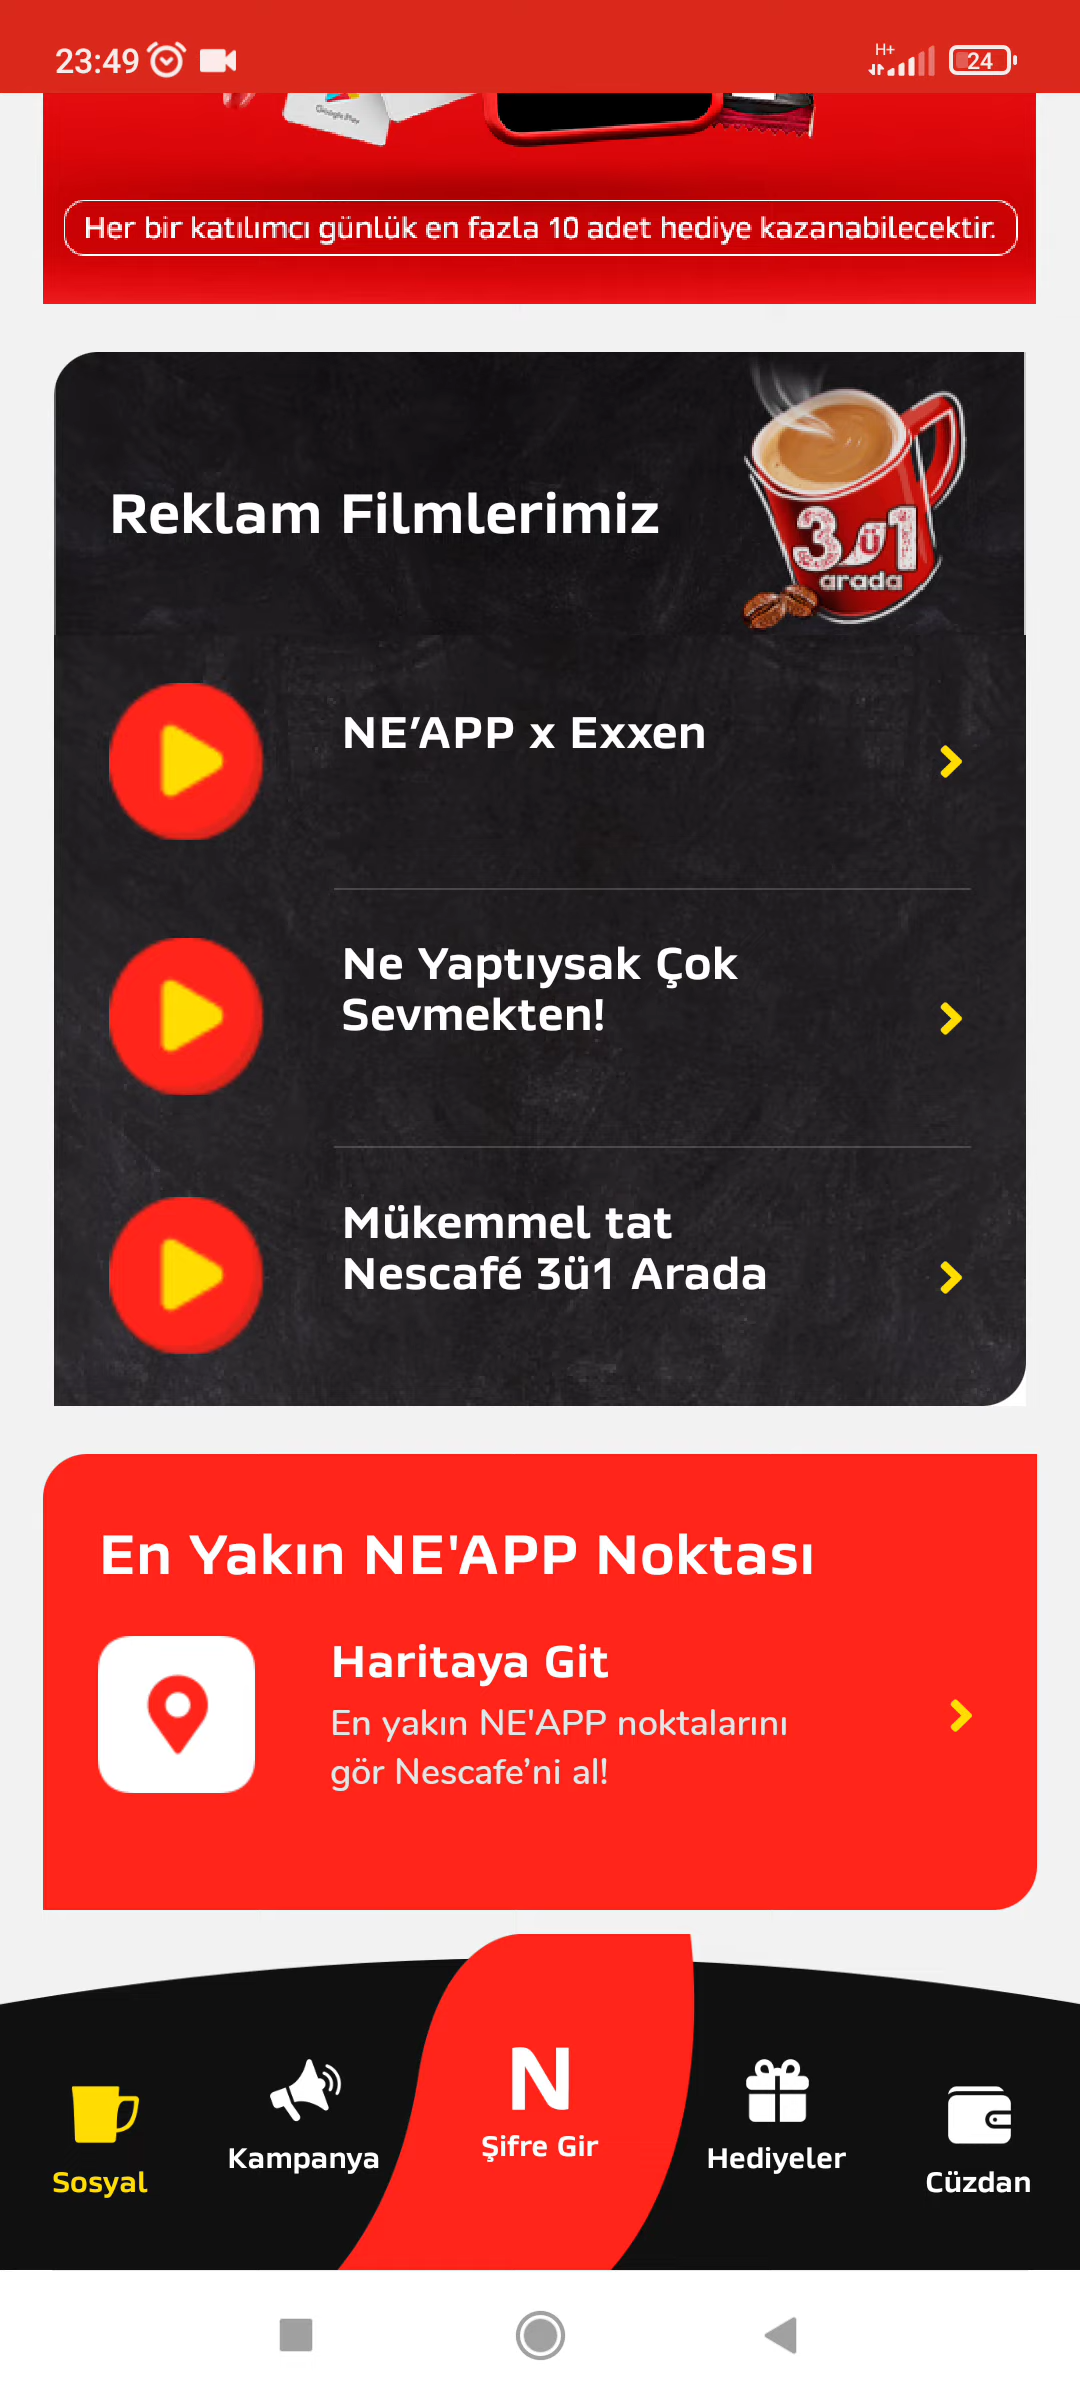 23:49
H+
24
Google Play
Her bir katılımcı günlük en fazla 10 adet hediye kazanabilecektir.
Reklam Filmlerimiz
3ü1
arada
NE’APP x Exxen
Ne Yaptıysak Çok
Sevmekten!
Mükemmel tat
Nescafé 3ü1 Arada
En Yakın NE'APP Noktası
Haritaya Git
En yakın NE'APP noktalarını
gör Nescafe’ni al!
N
Sosyal
Kampanya
Şifre Gir
Hediyeler
Cüzdan